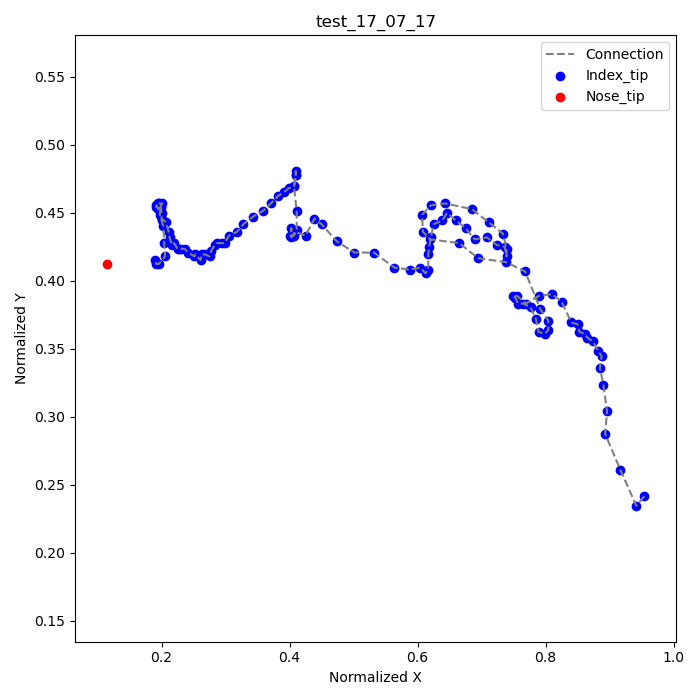 test_17_07_17
Connection
Index_tip
Nose_tip
0.55
0.50
0.45
0.40
0.35
0.30
0.25
0.20
0.15
Normalized Y
0.2 0.4 0.6 0.8 1.0
Normalized X